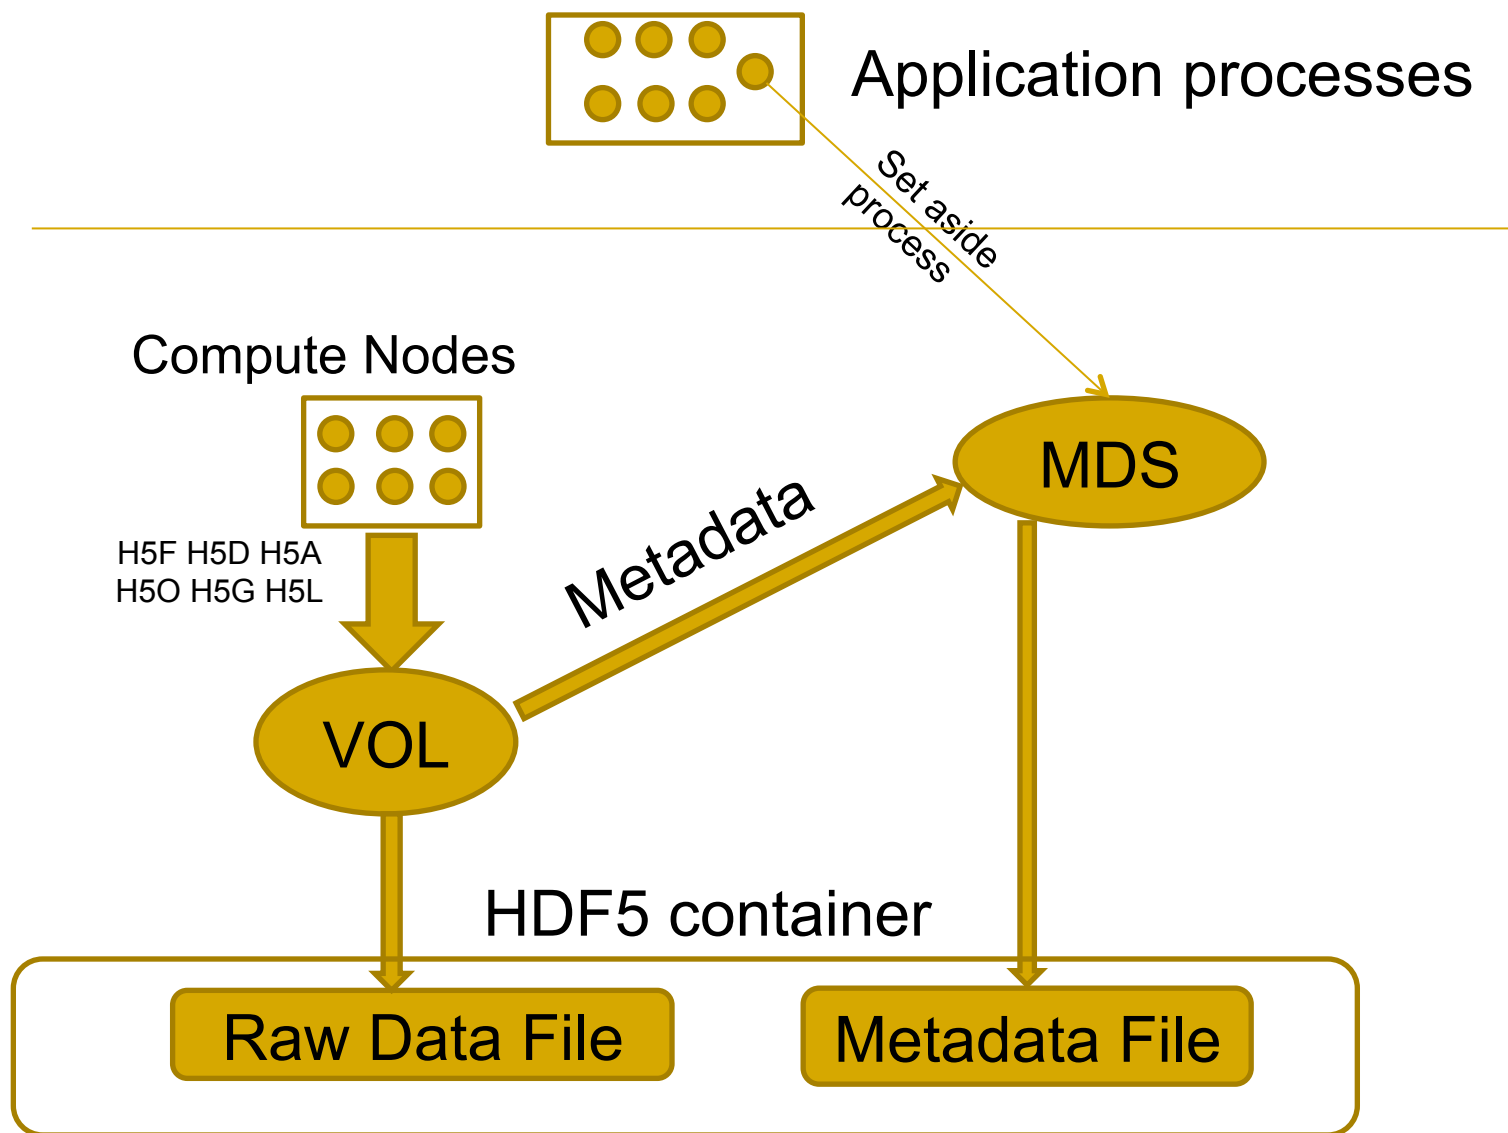 Application processes
Set aside
process
Compute Nodes
H5F H5D H5A
H5O H5G H5L
MDS
Metadata
VOL
HDF5 container
Raw Data File
Metadata File